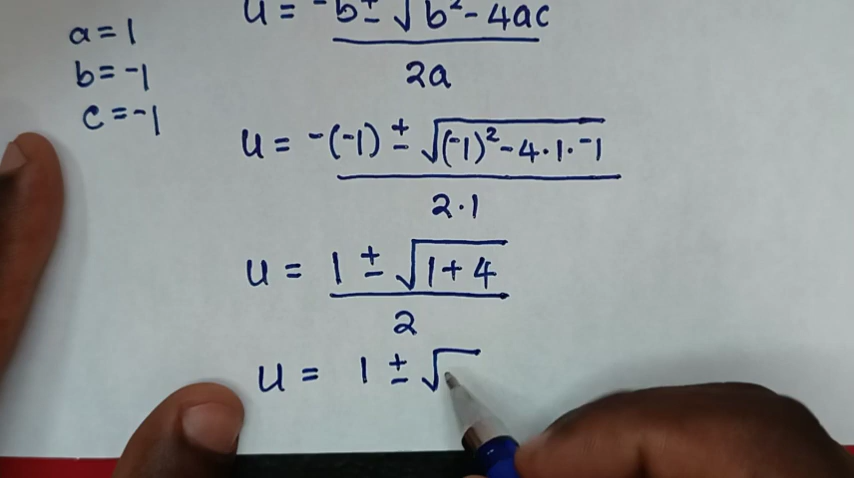 a = 1
b = -1
c = -1
u = -b ± √b² - 4ac
2a
u = -(-1) ± √(-1)² - 4·1·-1
2·1
u = 1 ± √1 + 4
2
u = 1 ± √